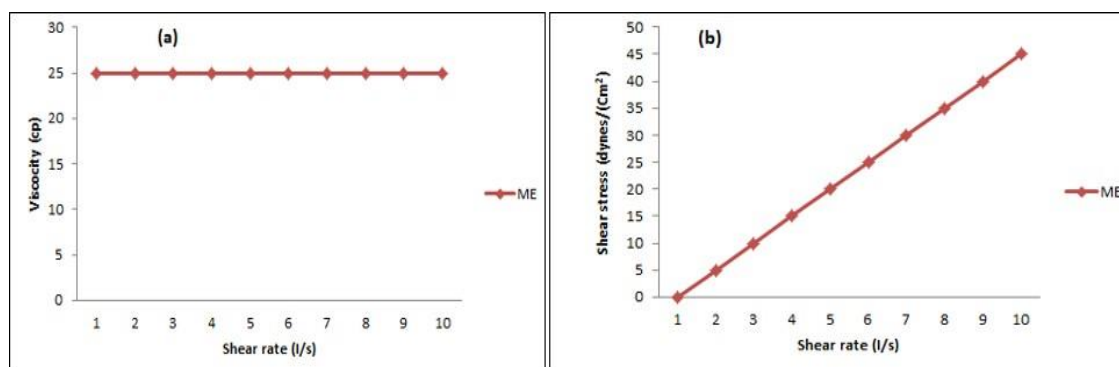 (a)
Viscocity (cp)
30
25
20
15
10
5
0
1 2 3 4 5 6 7 8 9 10
Shear rate (I/s)
ME
(b)
Shear stress (dynes/(Cm²)
50
45
40
35
30
25
20
15
10
5
0
1 2 3 4 5 6 7 8 9 10
Shear rate (I/s)
ME